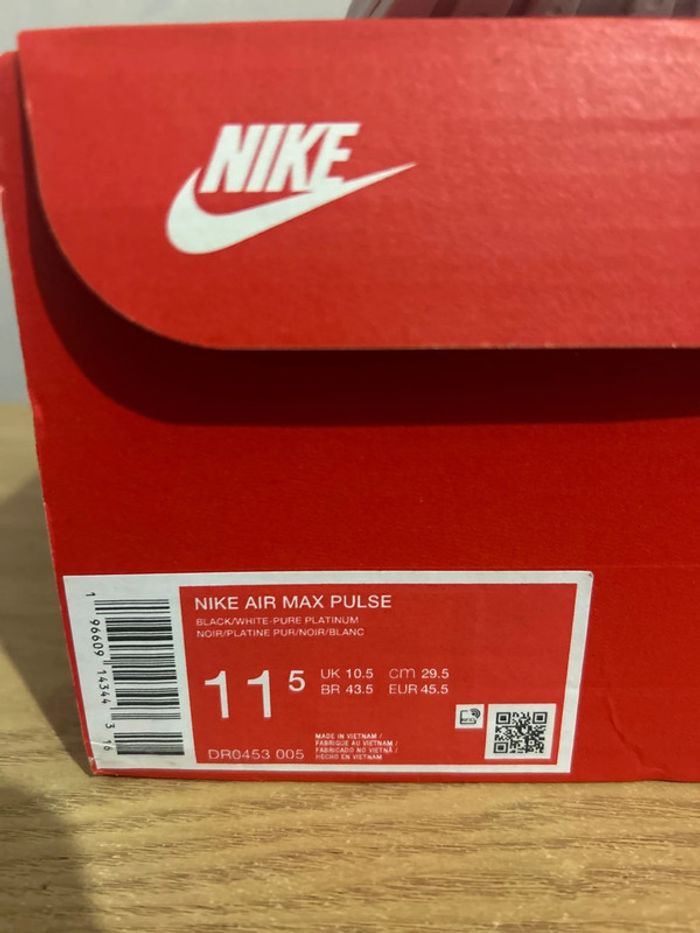 NIKE
NIKE AIR MAX PULSE
BLACK/WHITE-PURE PLATINUM
NOIR/PLATINE PUR/NOIR/BLANC
11 5
UK 10.5 cm 29.5
BR 43.5 EUR 45.5
DR0453 005
MADE IN VIETNAM /
FABRIQUE AU VIETNAM /
FABRICADO NO VIETNÃ /
HECHO EN VIETNAM
1 96609 14344 3 16